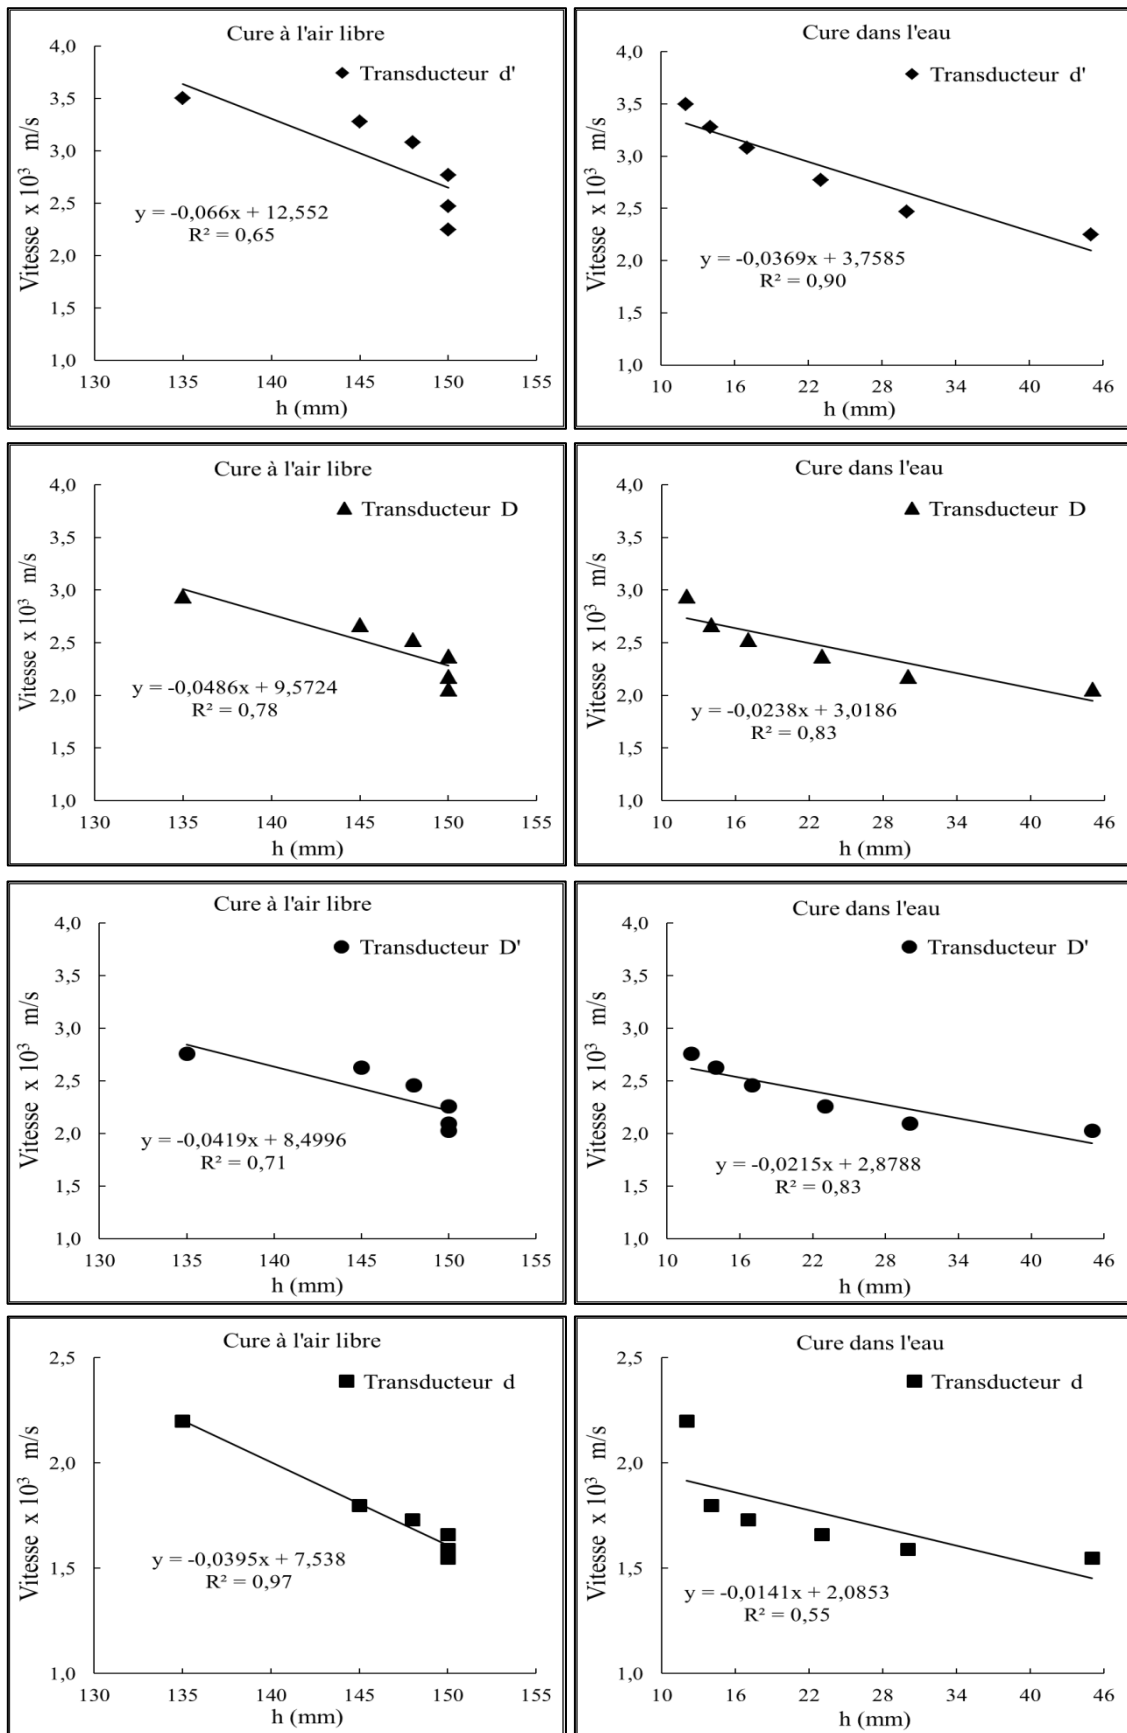 Cure à l'air libre
Transducteur d'
Vitesse x 10³ m/s
4,0
3,5
3,0
2,5
2,0
1,5
1,0
y = -0,066x + 12,552
R² = 0,65
130 135 140 145 150 155
h (mm)
Cure dans l'eau
Transducteur d'
Vitesse x 10³ m/s
4,0
3,5
3,0
2,5
2,0
1,5
1,0
y = -0,0369x + 3,7585
R² = 0,90
10 16 22 28 34 40 46
h (mm)
Cure à l'air libre
Transducteur D
Vitesse x 10³ m/s
4,0
3,5
3,0
2,5
2,0
1,5
1,0
y = -0,0486x + 9,5724
R² = 0,78
130 135 140 145 150 155
h (mm)
Cure dans l'eau
Transducteur D
Vitesse x 10³ m/s
4,0
3,5
3,0
2,5
2,0
1,5
1,0
y = -0,0238x + 3,0186
R² = 0,83
10 16 22 28 34 40 46
h (mm)
Cure à l'air libre
Transducteur D'
Vitesse x 10³ m/s
4,0
3,5
3,0
2,5
2,0
1,5
1,0
y = -0,0419x + 8,4996
R² = 0,71
130 135 140 145 150 155
h (mm)
Cure dans l'eau
Transducteur D'
Vitesse x 10³ m/s
4,0
3,5
3,0
2,5
2,0
1,5
1,0
y = -0,0215x + 2,8788
R² = 0,83
10 16 22 28 34 40 46
h (mm)
Cure à l'air libre
Transducteur d
Vitesse x 10³ m/s
2,5
2,0
1,5
1,0
y = -0,0395x + 7,538
R² = 0,97
130 135 140 145 150 155
h (mm)
Cure dans l'eau
Transducteur d
Vitesse x 10³ m/s
2,5
2,0
1,5
1,0
y = -0,0141x + 2,0853
R² = 0,55
10 16 22 28 34 40 46
h (mm)